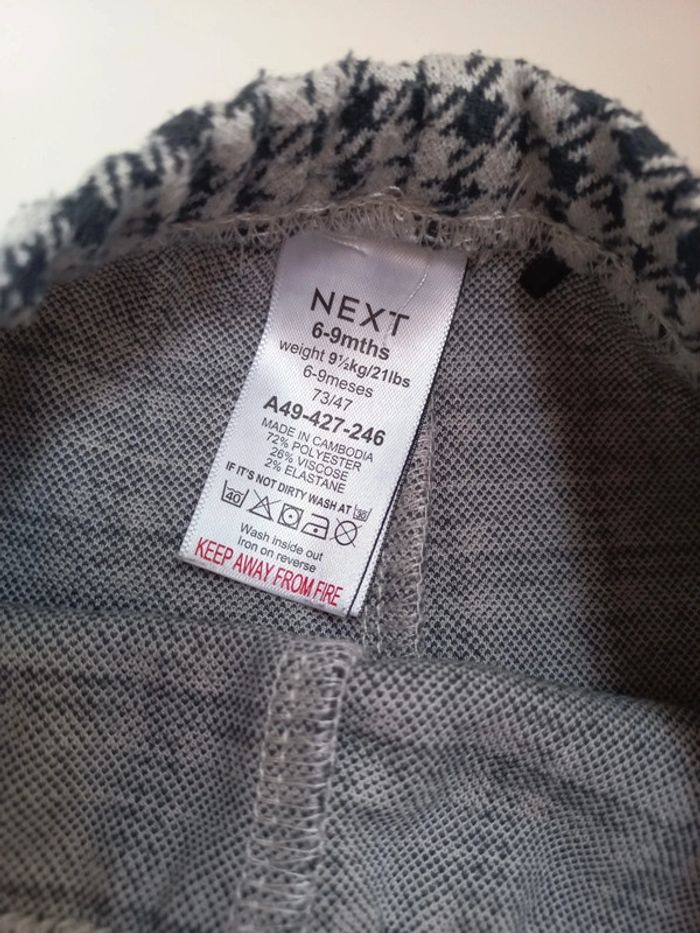 NEXT
6-9mths
weight 9½kg/21lbs
6-9meses
73/47
A49-427-246
MADE IN CAMBODIA
72% POLYESTER
26% VISCOSE
2% ELASTANE
IF IT'S NOT DIRTY WASH AT 30
40
Wash inside out
Iron on reverse
KEEP AWAY FROM FIRE